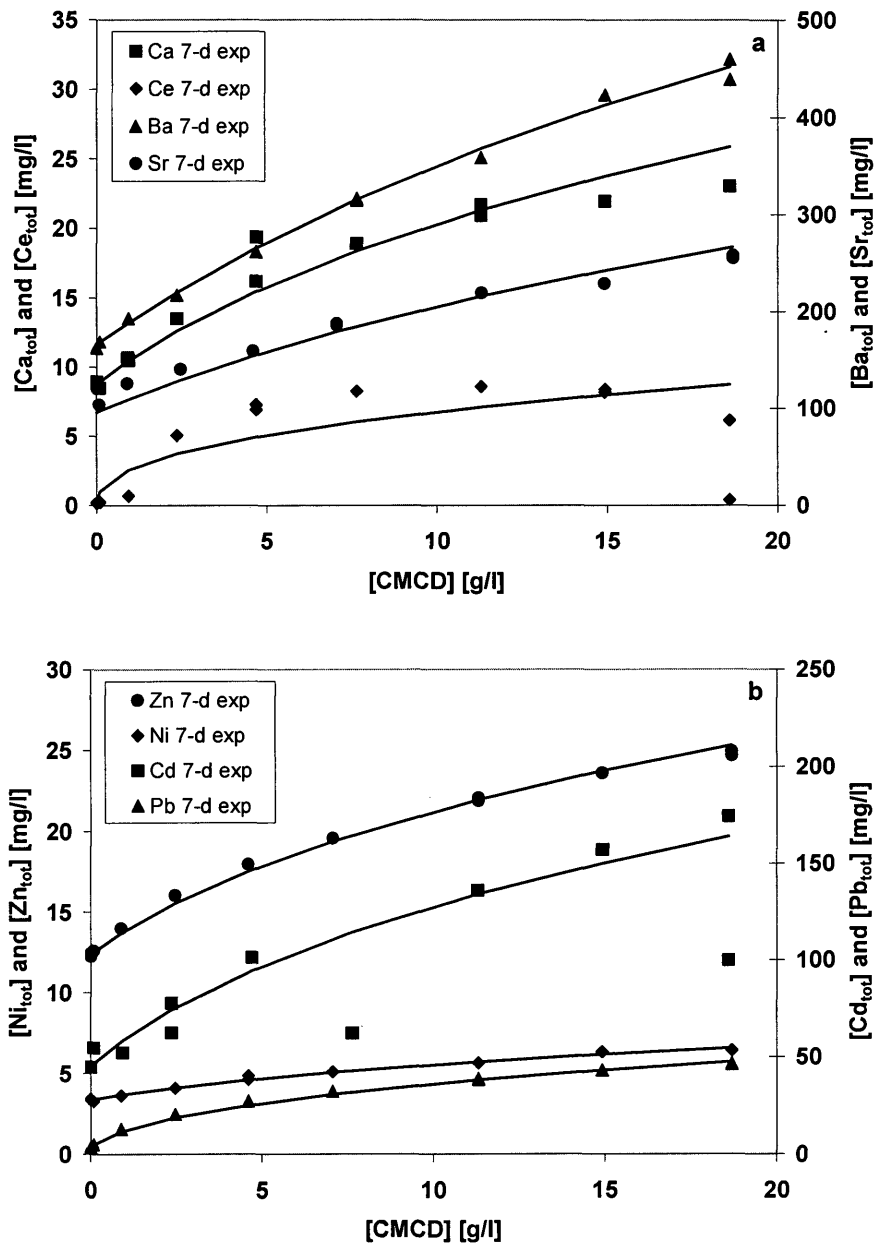 a
Ca 7-d exp
Ce 7-d exp
Ba 7-d exp
Sr 7-d exp
[Ca_tot] and [Ce_tot] [mg/l]
35
30
25
20
15
10
5
0
[Ba_tot] and [Sr_tot] [mg/l]
500
400
300
200
100
0
0 5 10 15 20
[CMCD] [g/l]
b
Zn 7-d exp
Ni 7-d exp
Cd 7-d exp
Pb 7-d exp
[Ni_tot] and [Zn_tot] [mg/l]
30
25
20
15
10
5
0
[Cd_tot] and [Pb_tot] [mg/l]
250
200
150
100
50
0
0 5 10 15 20
[CMCD] [g/l]